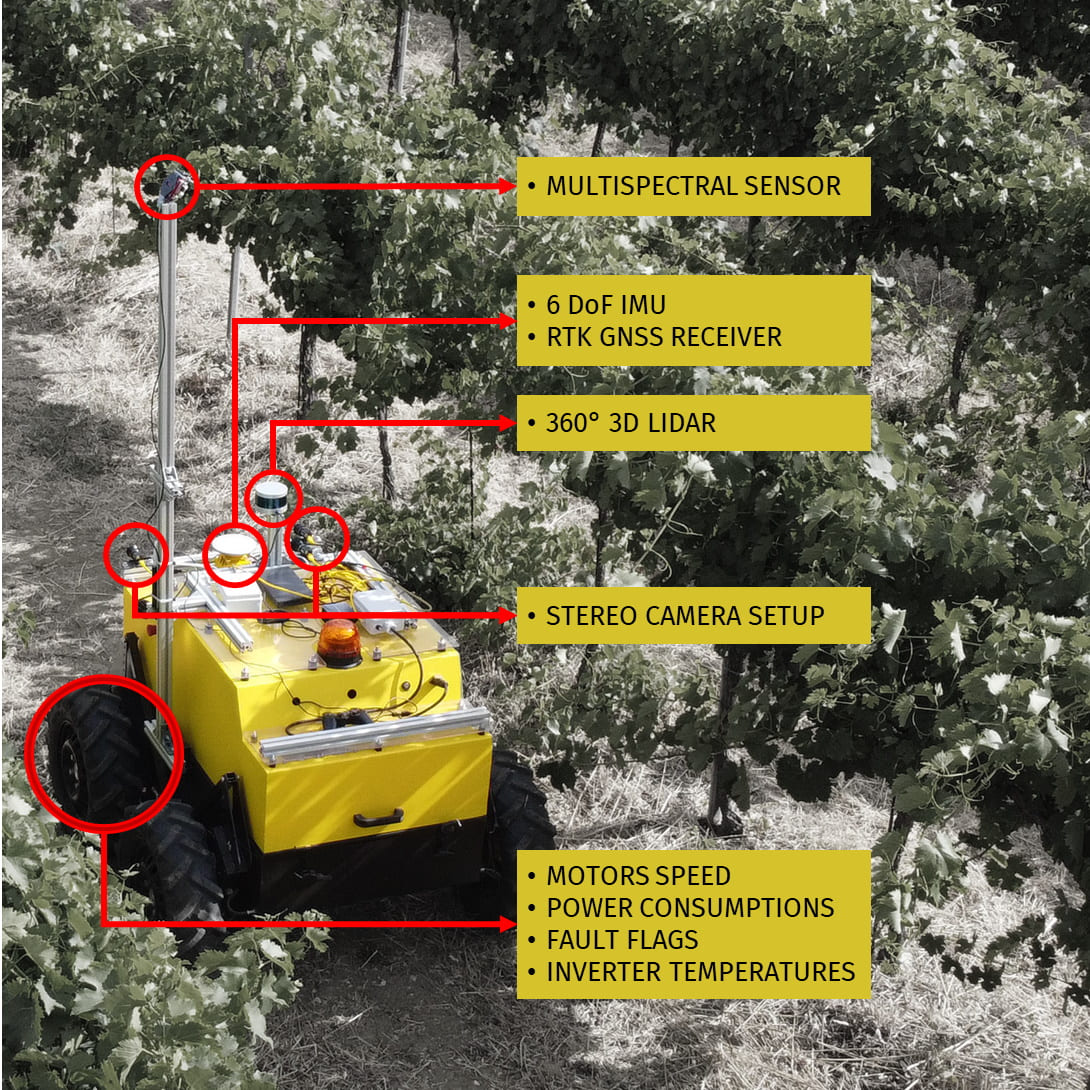 • MULTISPECTRAL SENSOR
• 6 DoF IMU
• RTK GNSS RECEIVER
• 360° 3D LIDAR
• STEREO CAMERA SETUP
• MOTORS SPEED
• POWER CONSUMPTIONS
• FAULT FLAGS
• INVERTER TEMPERATURES